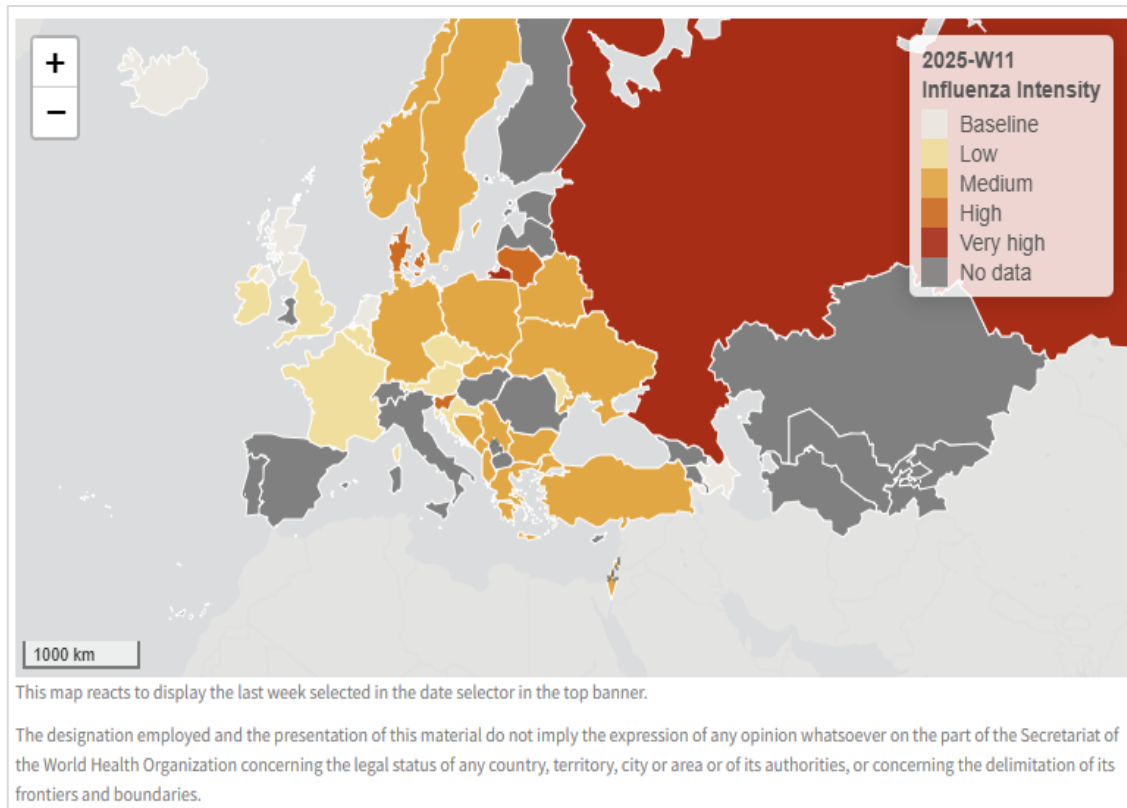 +
−
2025-W11
Influenza Intensity
Baseline
Low
Medium
High
Very high
No data
1000 km
This map reacts to display the last week selected in the date selector in the top banner.
The designation employed and the presentation of this material do not imply the expression of any opinion whatsoever on the part of the Secretariat of
the World Health Organization concerning the legal status of any country, territory, city or area or of its authorities, or concerning the delimitation of its
frontiers and boundaries.